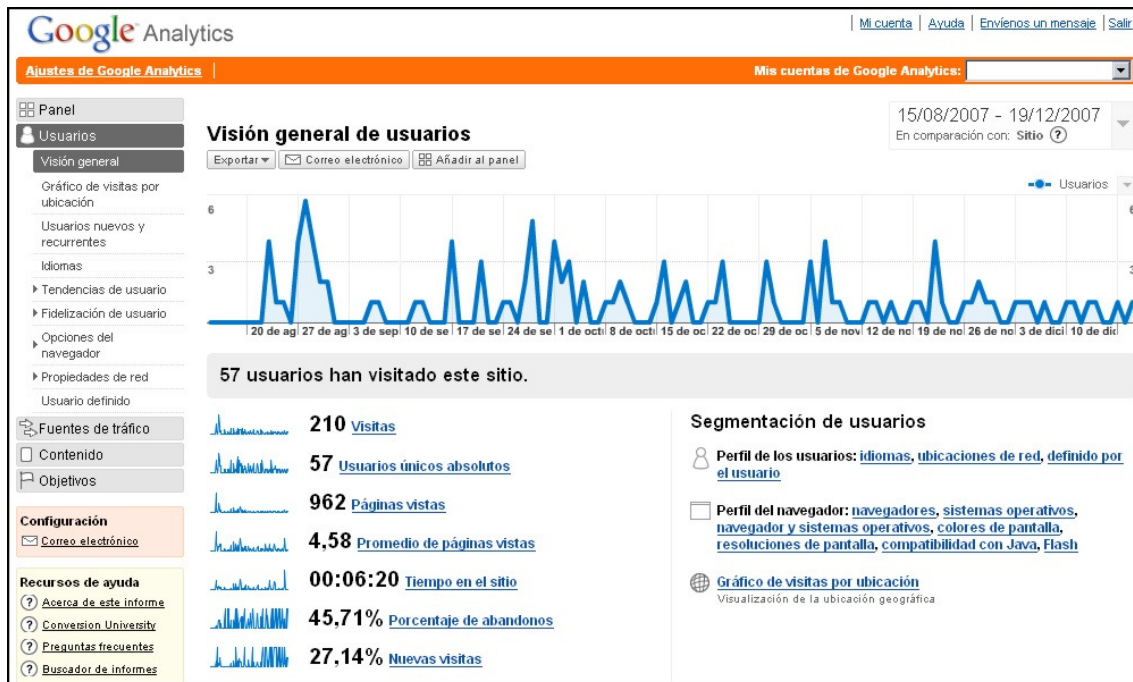 Google Analytics
Mi cuenta | Ayuda | Envíenos un mensaje | Salir
Ajustes de Google Analytics |
Mis cuentas de Google Analytics:
Panel
Usuarios
Visión general
Gráfico de visitas por
ubicación
Usuarios nuevos y
recurrentes
Idiomas
Tendencias de usuario
Fidelización de usuario
Opciones del
navegador
Propiedades de red
Usuario definido
Fuentes de tráfico
Contenido
Objetivos
Configuración
Correo electrónico
Recursos de ayuda
Acerca de este informe
Conversion University
Preguntas frecuentes
Buscador de informes
Visión general de usuarios
15/08/2007 - 19/12/2007
En comparación con: Sitio ?
Exportar
Correo electrónico
Añadir al panel
Usuarios
6
6
3
3
20 de ag 27 de ag 3 de sep 10 de se 17 de se 24 de se 1 de octu 8 de octu 15 de oc 22 de oc 29 de oc 5 de nov 12 de no 19 de no 26 de no 3 de dici 10 de dic
57 usuarios han visitado este sitio.
210 Visitas
57 Usuarios únicos absolutos
962 Páginas vistas
4,58 Promedio de páginas vistas
00:06:20 Tiempo en el sitio
45,71% Porcentaje de abandonos
27,14% Nuevas visitas
Segmentación de usuarios
Perfil de los usuarios: idiomas, ubicaciones de red, definido por
el usuario
Perfil del navegador: navegadores, sistemas operativos,
navegador y sistemas operativos, colores de pantalla,
resoluciones de pantalla, compatibilidad con Java, Flash
Gráfico de visitas por ubicación
Visualización de la ubicación geográfica